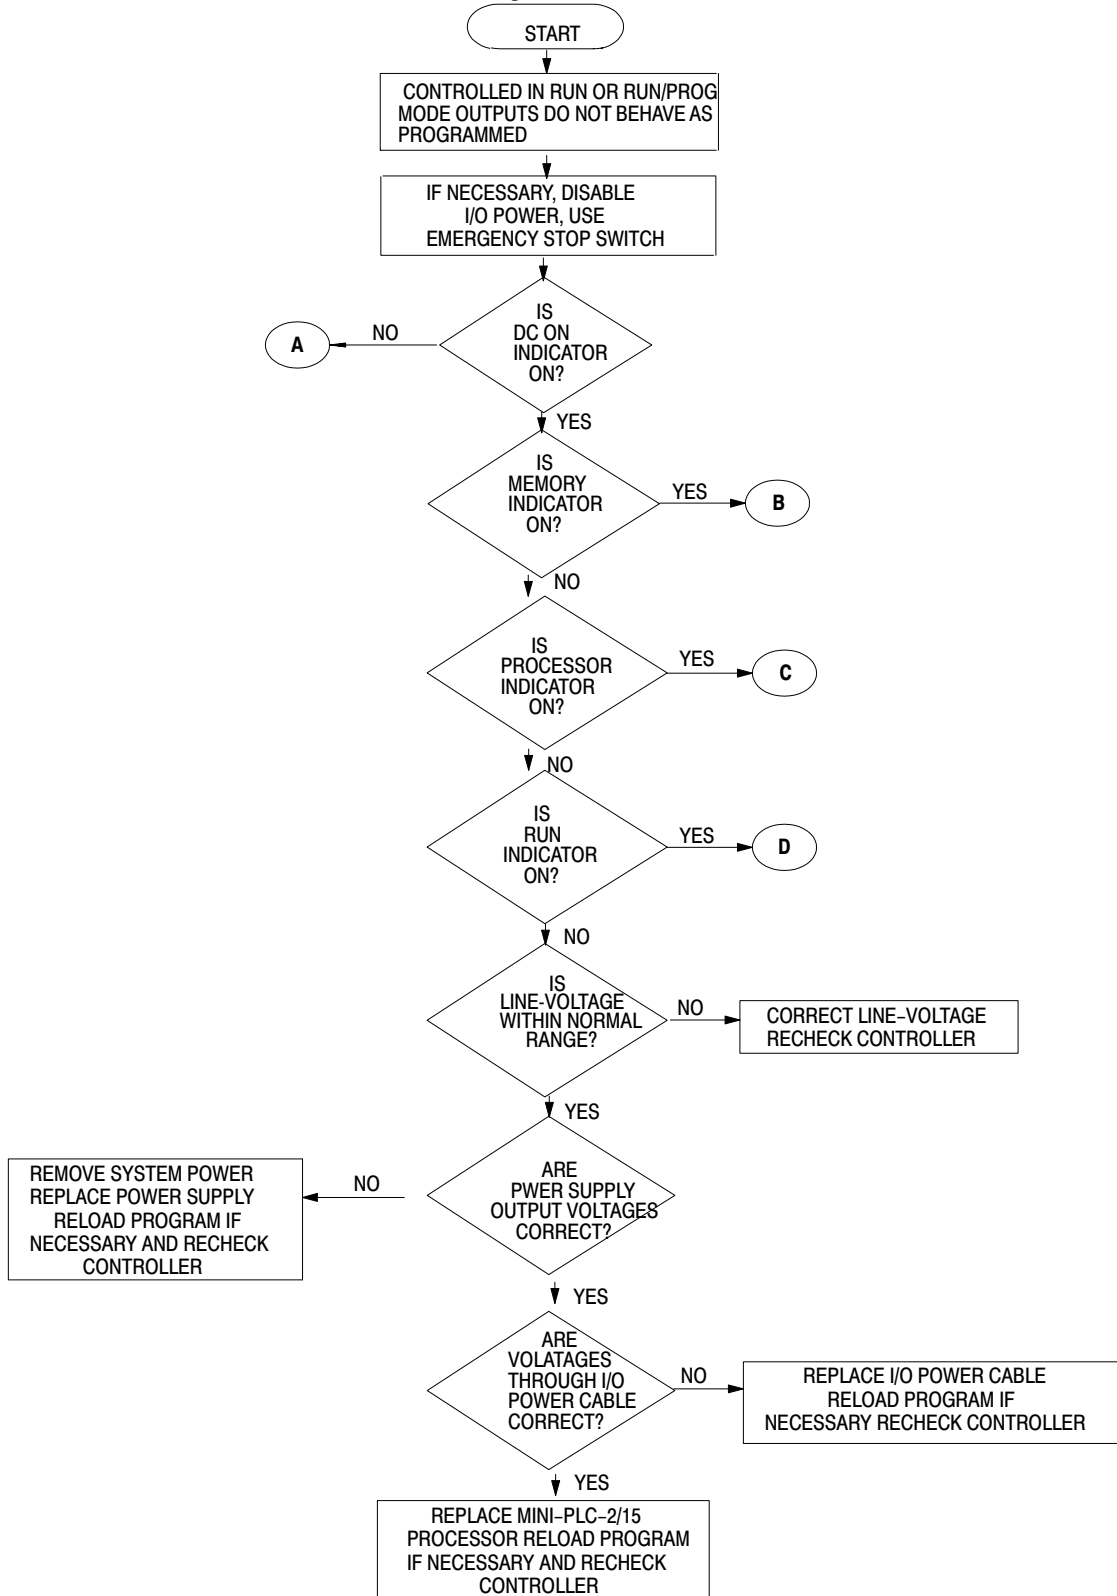 START
CONTROLLED IN RUN OR RUN/PROG
MODE OUTPUTS DO NOT BEHAVE AS
PROGRAMMED
IF NECESSARY, DISABLE
I/O POWER, USE
EMERGENCY STOP SWITCH
IS
DC ON
INDICATOR
ON?
NO
A
YES
IS
MEMORY
INDICATOR
ON?
YES
B
NO
IS
PROCESSOR
INDICATOR
ON?
YES
C
NO
IS
RUN
INDICATOR
ON?
YES
D
NO
IS
LINE-VOLTAGE
WITHIN NORMAL
RANGE?
NO
CORRECT LINE-VOLTAGE
RECHECK CONTROLLER
YES
ARE
PWER SUPPLY
OUTPUT VOLTAGES
CORRECT?
NO
REMOVE SYSTEM POWER
REPLACE POWER SUPPLY
RELOAD PROGRAM IF
NECESSARY AND RECHECK
CONTROLLER
YES
ARE
VOLATAGES
THROUGH I/O
POWER CABLE
CORRECT?
NO
REPLACE I/O POWER CABLE
RELOAD PROGRAM IF
NECESSARY RECHECK CONTROLLER
YES
REPLACE MINI-PLC-2/15
PROCESSOR RELOAD PROGRAM
IF NECESSARY AND RECHECK
CONTROLLER